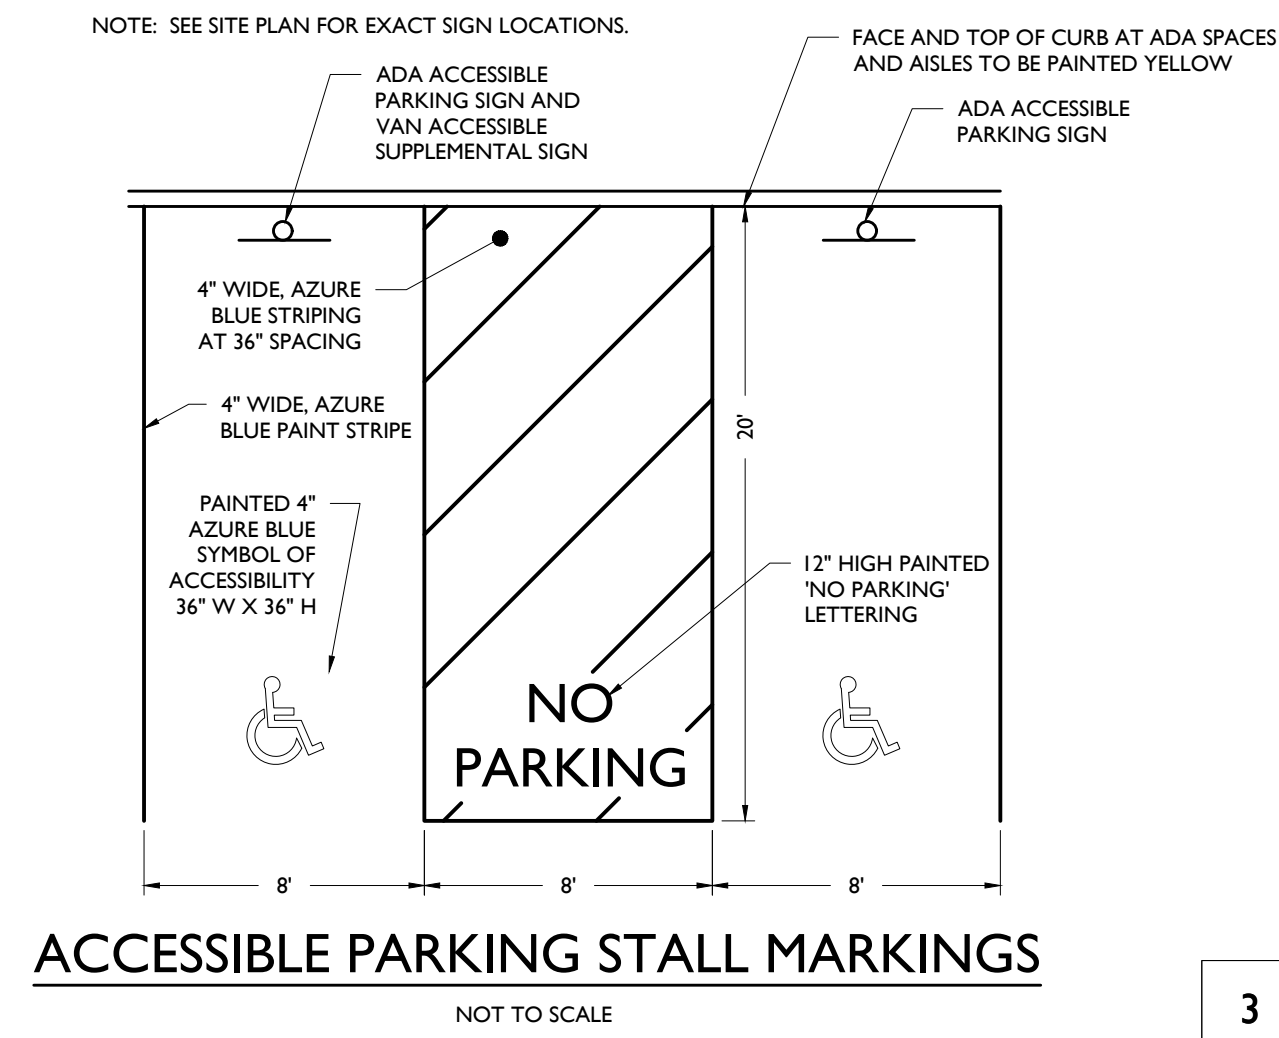 NOTE: SEE SITE PLAN FOR EXACT SIGN LOCATIONS.
FACE AND TOP OF CURB AT ADA SPACES
AND AISLES TO BE PAINTED YELLOW
ADA ACCESSIBLE
PARKING SIGN AND
VAN ACCESSIBLE
SUPPLEMENTAL SIGN
ADA ACCESSIBLE
PARKING SIGN
4" WIDE, AZURE
BLUE STRIPING
AT 36" SPACING
4" WIDE, AZURE
BLUE PAINT STRIPE
20'
PAINTED 4"
AZURE BLUE
SYMBOL OF
ACCESSIBILITY
36" W X 36" H
12" HIGH PAINTED
'NO PARKING'
LETTERING
NO
PARKING
8'
8'
8'
ACCESSIBLE PARKING STALL MARKINGS
NOT TO SCALE
3